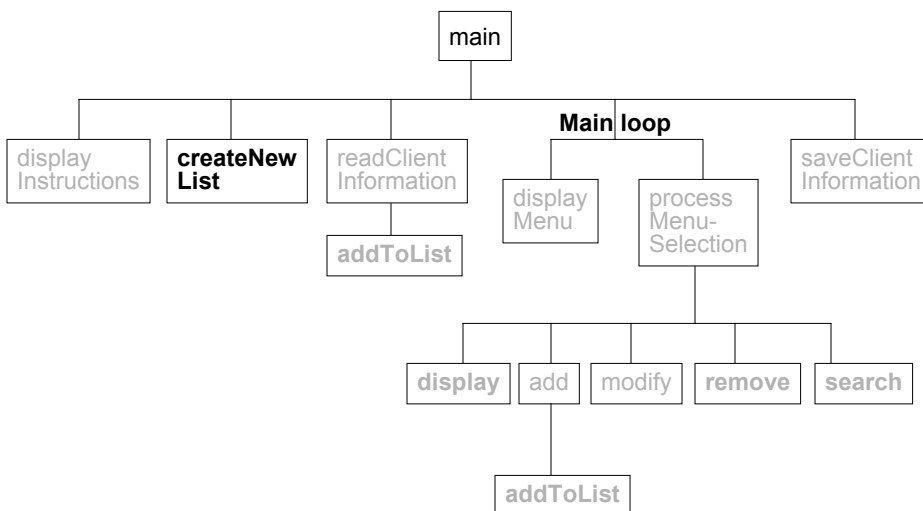 main
Main loop
display
Instructions
createNew
List
readClient
Information
saveClient
Information
display
Menu
process
Menu-
Selection
addToList
display
add
modify
remove
search
addToList